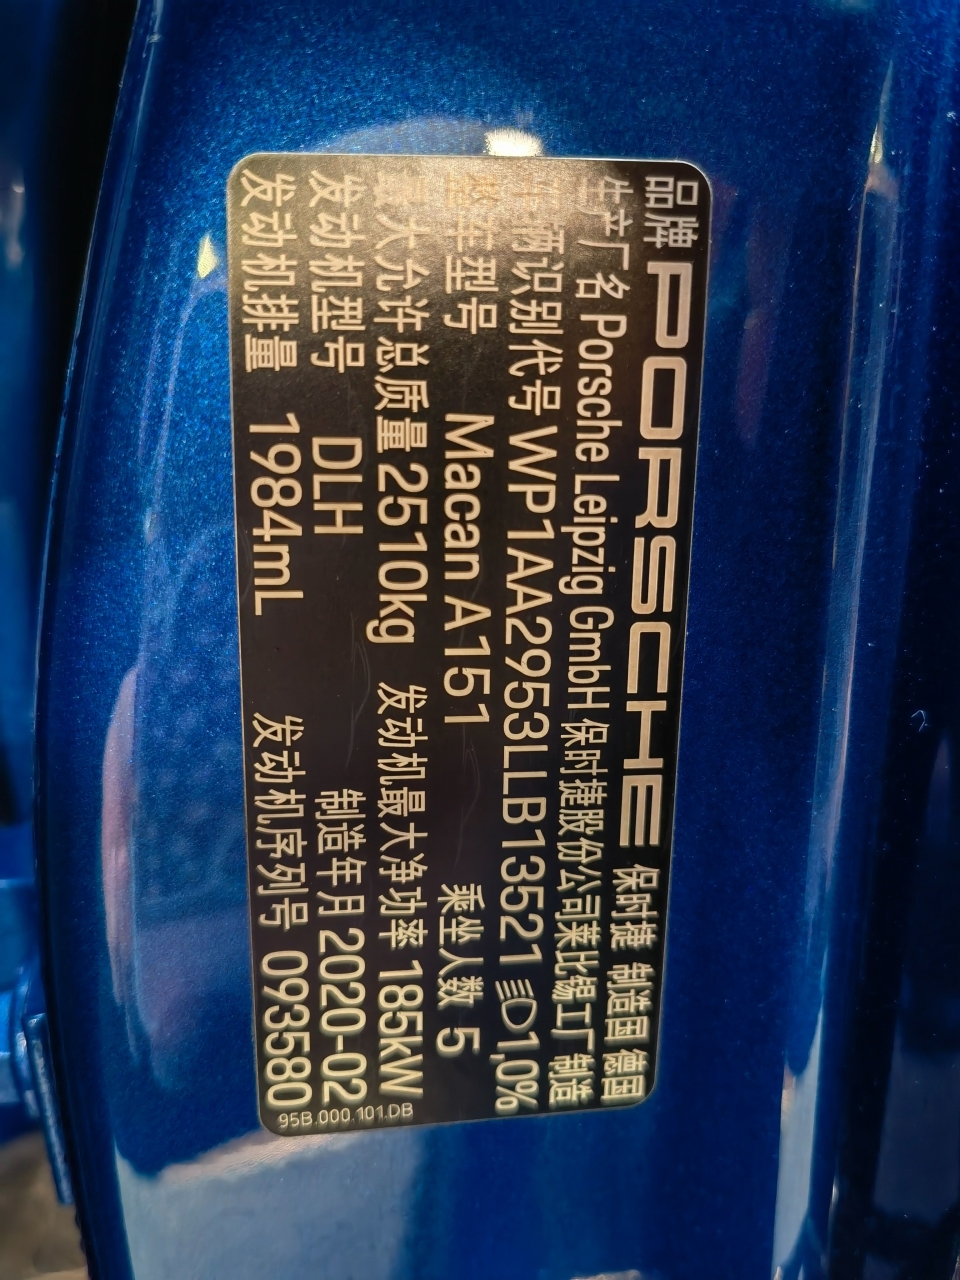 品牌 PORSCHE 保时捷 制造国 德国
生产厂名 Porsche Leipzig GmbH 保时捷股份公司莱比锡工厂 制造
车辆识别代号 WP1AA2953LLB13521 1,0%
整车型号 Macan A151 乘坐人数 5
最大允许总质量 2510kg 发动机最大净功率 185kW
发动机型号 DLH 制造年月 2020-02
发动机排量 1984mL 发动机序列号 093580
95B.000.101.DB